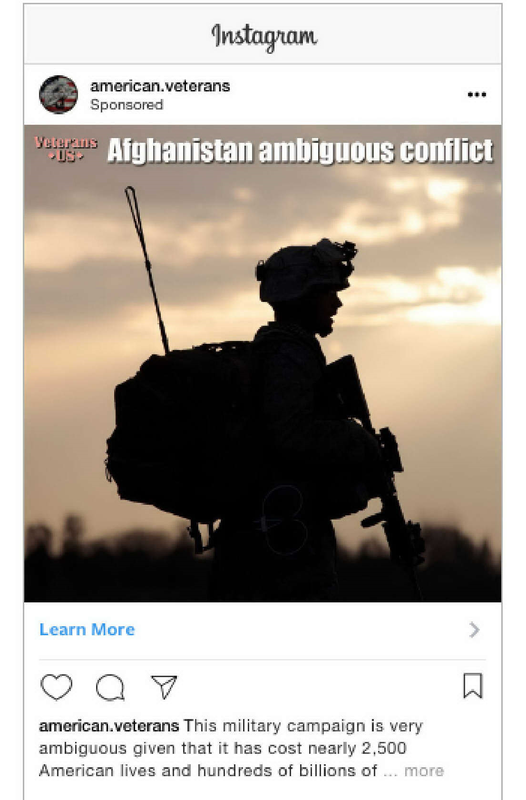 Instagram
american.veterans
Sponsored
Veterans
•US•
Afghanistan ambiguous conflict
Learn More
american.veterans This military campaign is very
ambiguous given that it has cost nearly 2,500
American lives and hundreds of billions of ... more